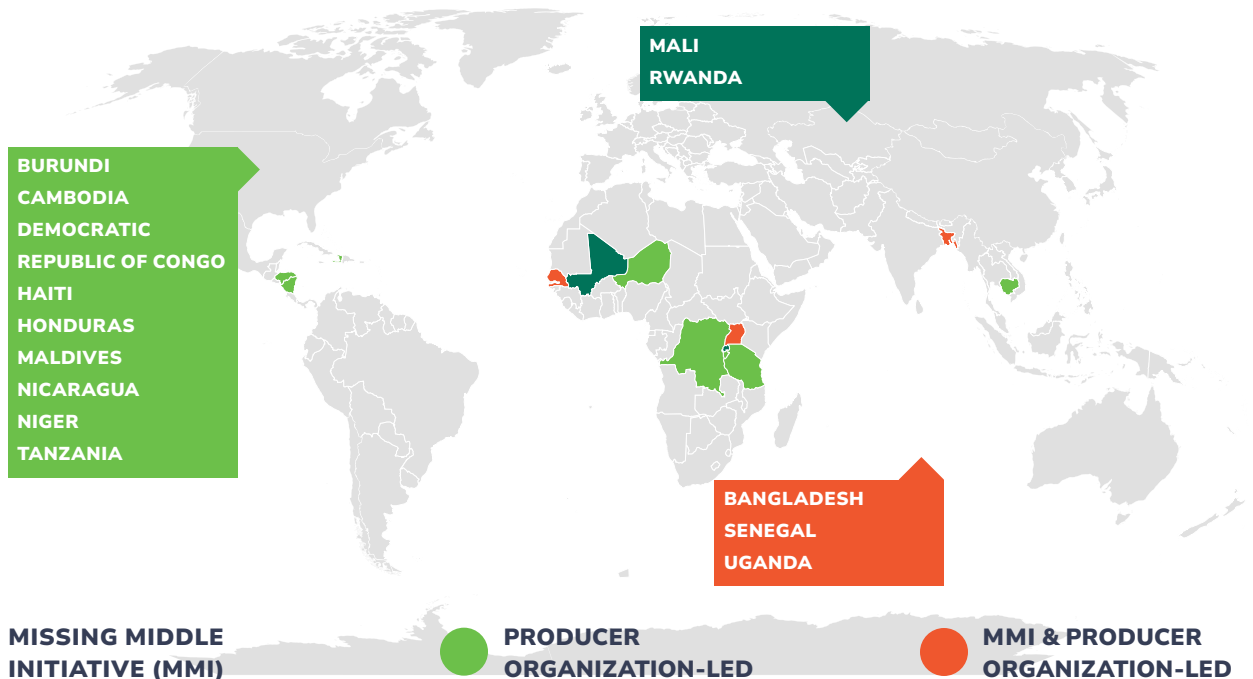 MALI
RWANDA
BURUNDI
CAMBODIA
DEMOCRATIC
REPUBLIC OF CONGO
HAITI
HONDURAS
MALDIVES
NICARAGUA
NIGER
TANZANIA
BANGLADESH
SENEGAL
UGANDA
MISSING MIDDLE
INITIATIVE (MMI)
PRODUCER
ORGANIZATION-LED
MMI & PRODUCER
ORGANIZATION-LED